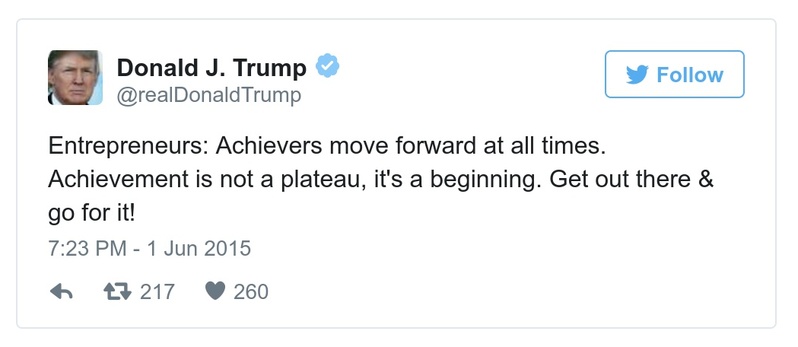 Donald J. Trump
@realDonaldTrump
Follow
Entrepreneurs: Achievers move forward at all times.
Achievement is not a plateau, it's a beginning. Get out there &
go for it!
7:23 PM - 1 Jun 2015
217 260